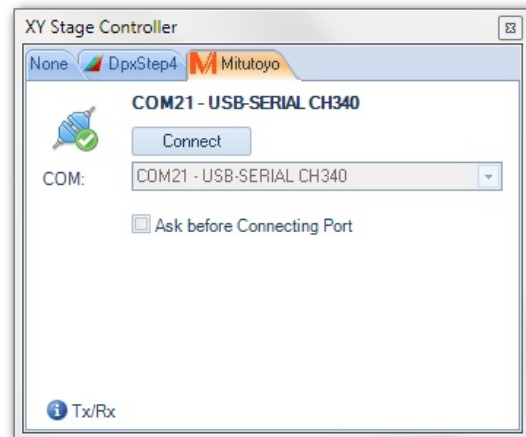 XY Stage Controller
None DpxStep4 Mitutoyo
COM21 - USB-SERIAL CH340
Connect
COM: COM21 - USB-SERIAL CH340
Ask before Connecting Port
Tx/Rx